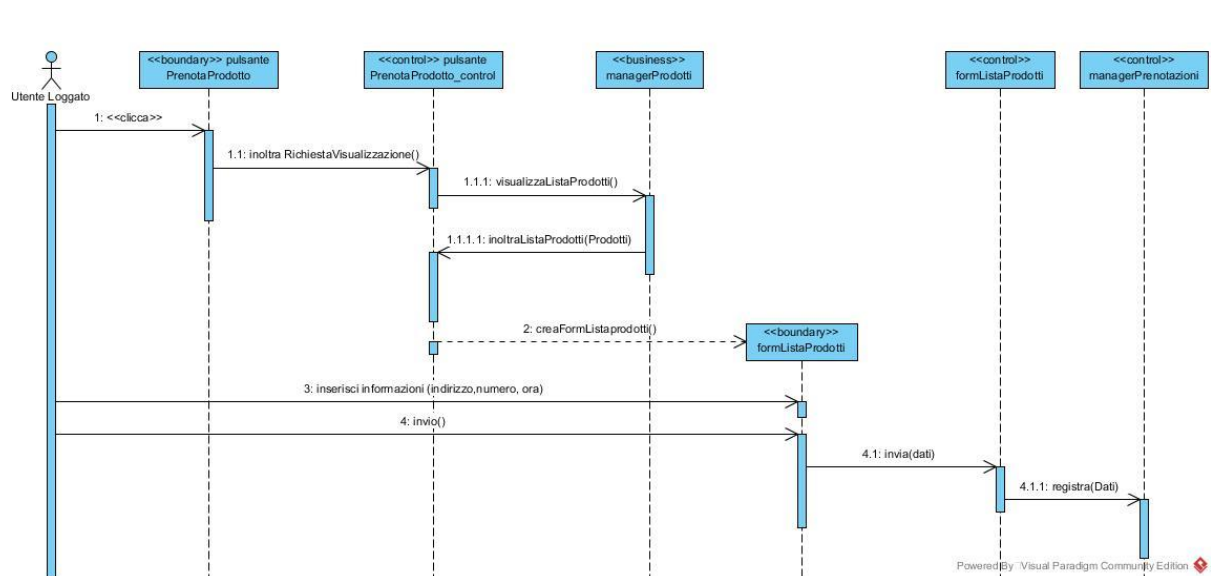 <<boundary>> pulsante
PrenotaProdotto
<<control>> pulsante
PrenotaProdotto_control
<<business>>
managerProdotti
<<control>>
formListaProdotti
<<control>>
managerPrenotazioni
Utente Loggato
1: <<clicca>>
1.1: inoltra RichiestaVisualizzazione()
1.1.1: visualizzaListaProdotti()
1.1.1.1: inoltraListaProdotti(Prodotti)
2: creaFormListaprodotti()
<<boundary>>
formListaProdotti
3: inserisci informazioni (indirizzo,numero, ora)
4: invio()
4.1: invia(dati)
4.1.1: registra(Dati)
Powered By Visual Paradigm Community Edition